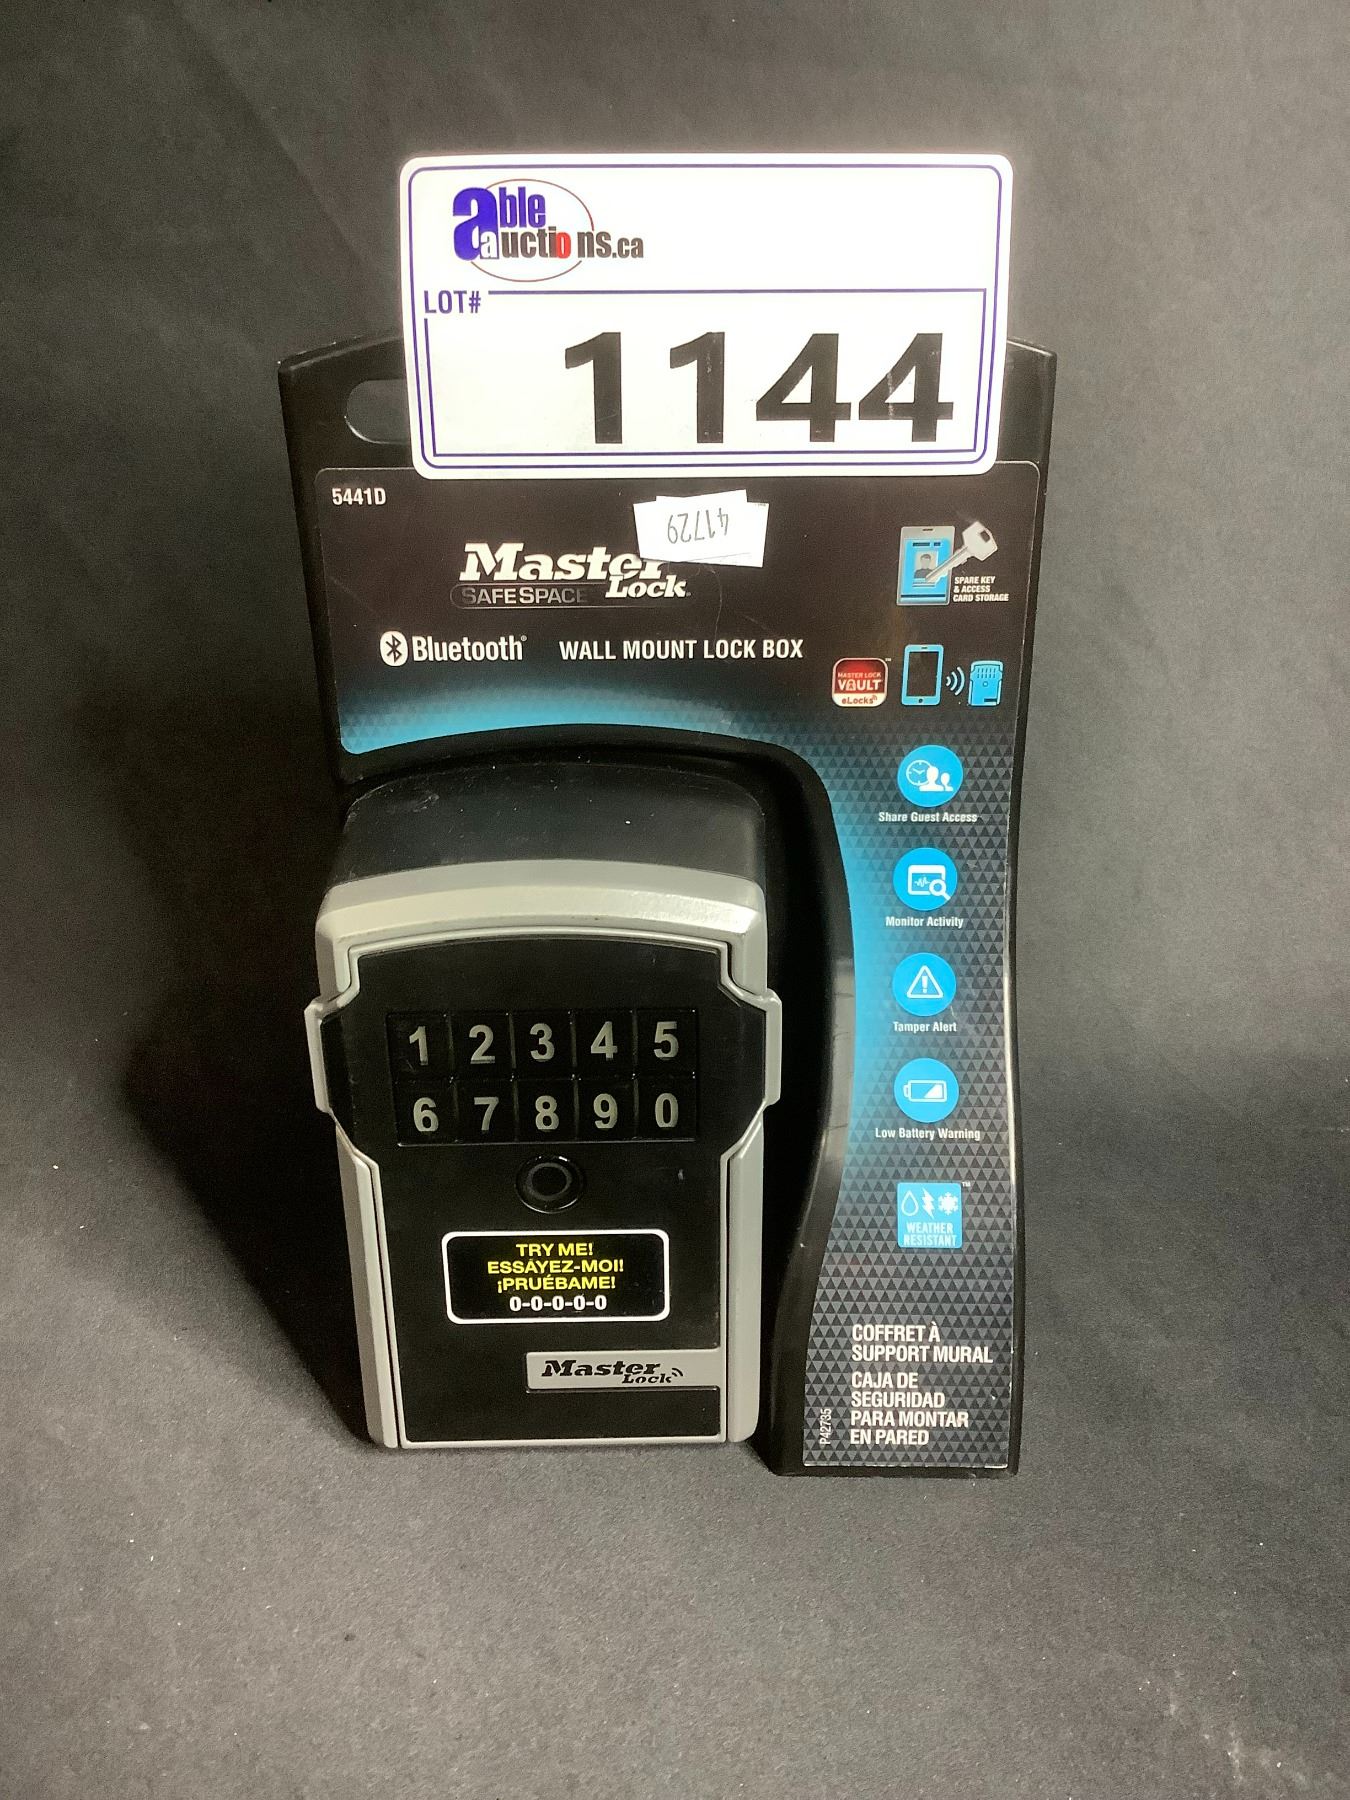 able
auctions.ca
LOT#
1144
5441D
41729
Master
Lock
SAFESPACE
Bluetooth® WALL MOUNT LOCK BOX
SPARE KEY
& ACCESS
CARD STORAGE
MASTER LOCK
VAULT
eLocks
Share Guest Access
Monitor Activity
Tamper Alert
Low Battery Warning
WEATHER
RESISTANT
™
1 2 3 4 5
6 7 8 9 0
TRY ME!
ESSÁYEZ-MOI!
¡PRUÉBAME!
0-0-0-0-0
Master
Lock
COFFRET À
SUPPORT MURAL
CAJA DE
SEGURIDAD
PARA MONTAR
EN PARED
P42735